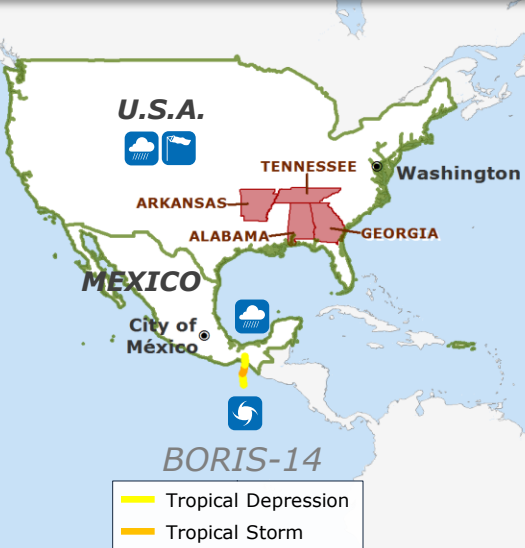 U.S.A.
TENNESSEE
Washington
ARKANSAS
ALABAMA
GEORGIA
MEXICO
City of
México
BORIS-14
Tropical Depression
Tropical Storm